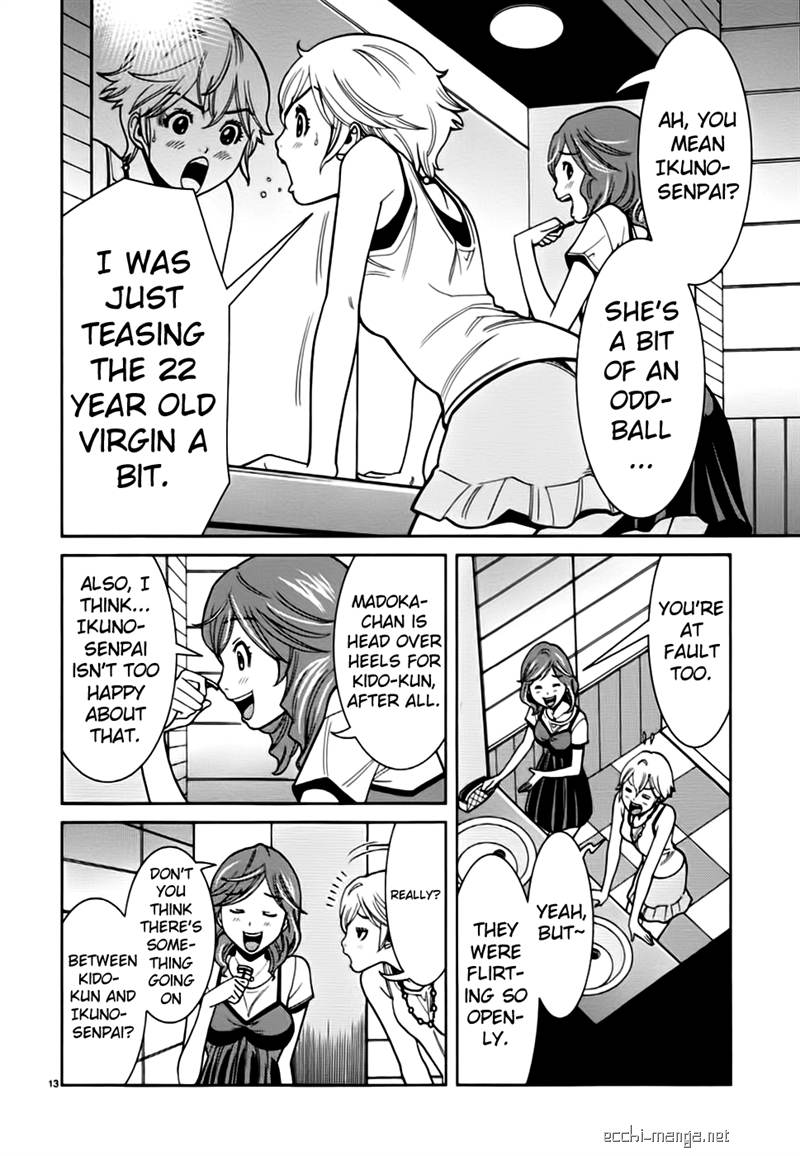 AH, YOU
MEAN
IKUNO-
SENPAI?
SHE'S
A BIT
OF AN
ODD-
BALL
...
I WAS
JUST
TEASING
THE 22
YEAR OLD
VIRGIN A
BIT.
YOU'RE
AT
FAULT
TOO.
YEAH,
BUT~
THEY
WERE
FLIRT-
ING SO
OPEN-
LY.
MADOKA-
CHAN IS
HEAD OVER
HEELS FOR
KIDO-KUN,
AFTER ALL.
ALSO, I
THINK...
IKUNO-
SENPAI
ISN'T TOO
HAPPY
ABOUT
THAT.
REALLY?
DON'T
YOU
THINK
THERE'S
SOME-
THING
GOING
ON
BETWEEN
KIDO-
KUN AND
IKUNO-
SENPAI?
13
ecchi-manga.net